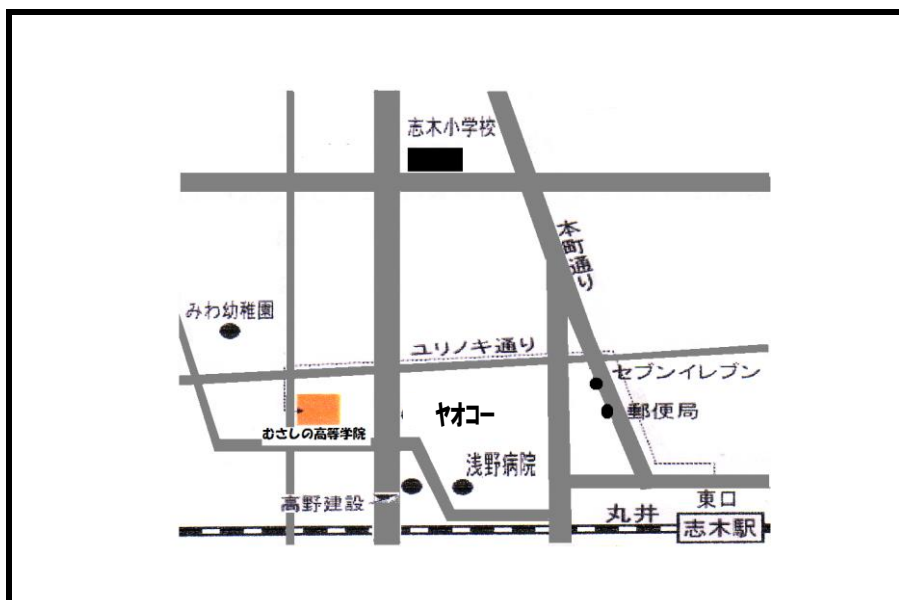 志木小学校
本町通り
みわ幼稚園
ユリノキ通り
セブンイレブン
ヤオコー
郵便局
むさしの高等学院
浅野病院
高野建設
東口
丸井
志木駅